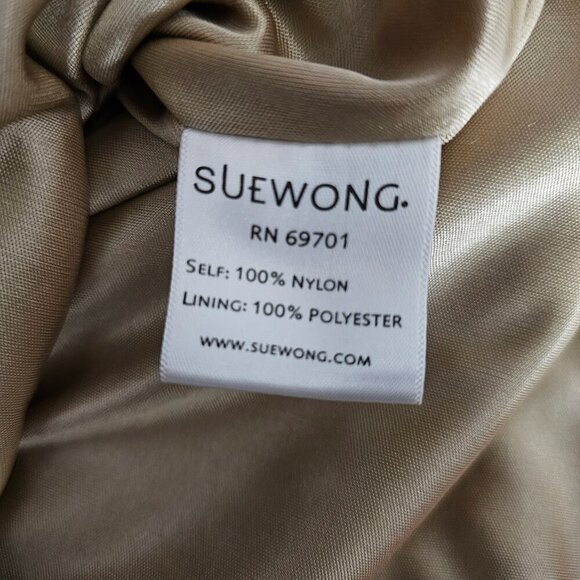 SUEWONG.
RN 69701
SELF: 100% NYLON
LINING: 100% POLYESTER
WWW.SUEWONG.COM